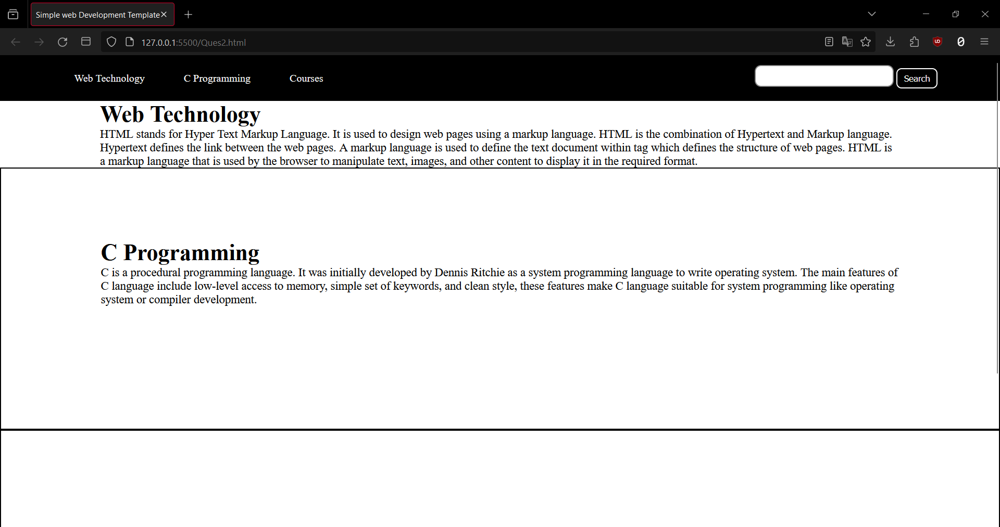 Simple web Development Template
127.0.0.1:5500/Ques2.html
Web Technology C Programming Courses Search
Web Technology
HTML stands for Hyper Text Markup Language. It is used to design web pages using a markup language. HTML is the combination of Hypertext and Markup language.
Hypertext defines the link between the web pages. A markup language is used to define the text document within tag which defines the structure of web pages. HTML is
a markup language that is used by the browser to manipulate text, images, and other content to display it in the required format.
C Programming
C is a procedural programming language. It was initially developed by Dennis Ritchie as a system programming language to write operating system. The main features of
C language include low-level access to memory, simple set of keywords, and clean style, these features make C language suitable for system programming like operating
system or compiler development.